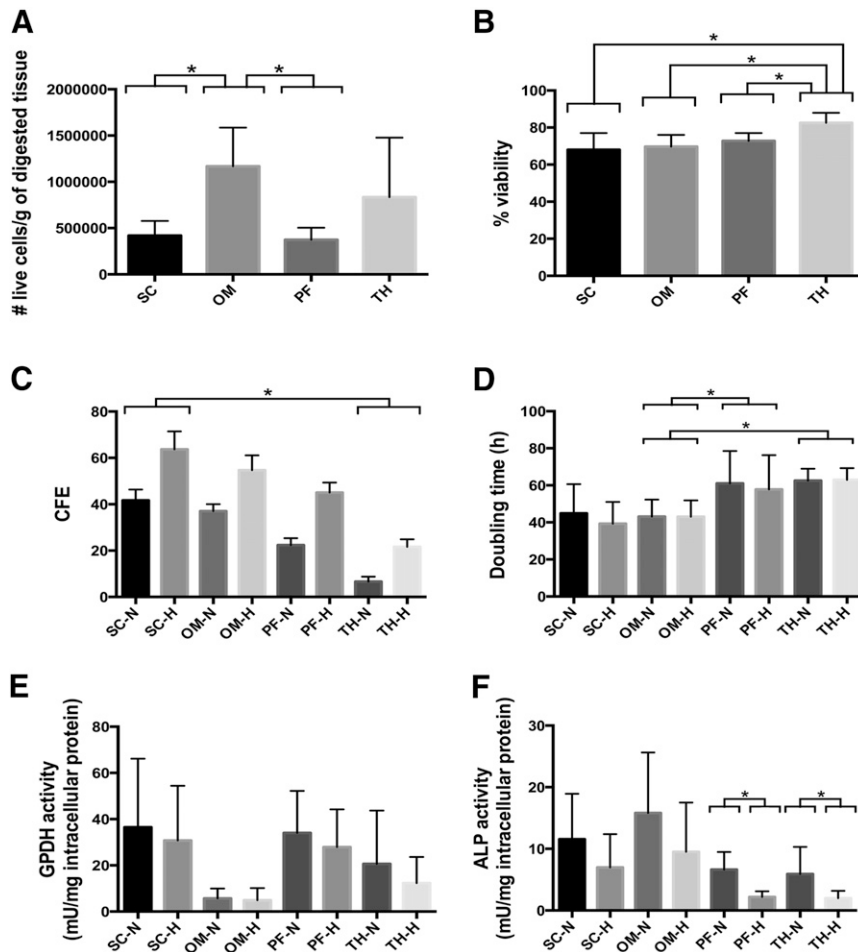 A
# live cells/g of digested tissue
2000000
1500000
1000000
500000
0
* *
SC OM PF TH
B
% viability
100
80
60
40
20
0
*
*
*
SC OM PF TH
C
CFE
80
60
40
20
0
*
SC-N SC-H OM-N OM-H PF-N PF-H TH-N TH-H
D
Doubling time (h)
100
80
60
40
20
0
*
*
SC-N SC-H OM-N OM-H PF-N PF-H TH-N TH-H
E
GPDH activity
(mU/mg intracellular protein)
80
60
40
20
0
SC-N SC-H OM-N OM-H PF-N PF-H TH-N TH-H
F
ALP activity
(mU/mg intracellular protein)
30
20
10
0
* *
SC-N SC-H OM-N OM-H PF-N PF-H TH-N TH-H